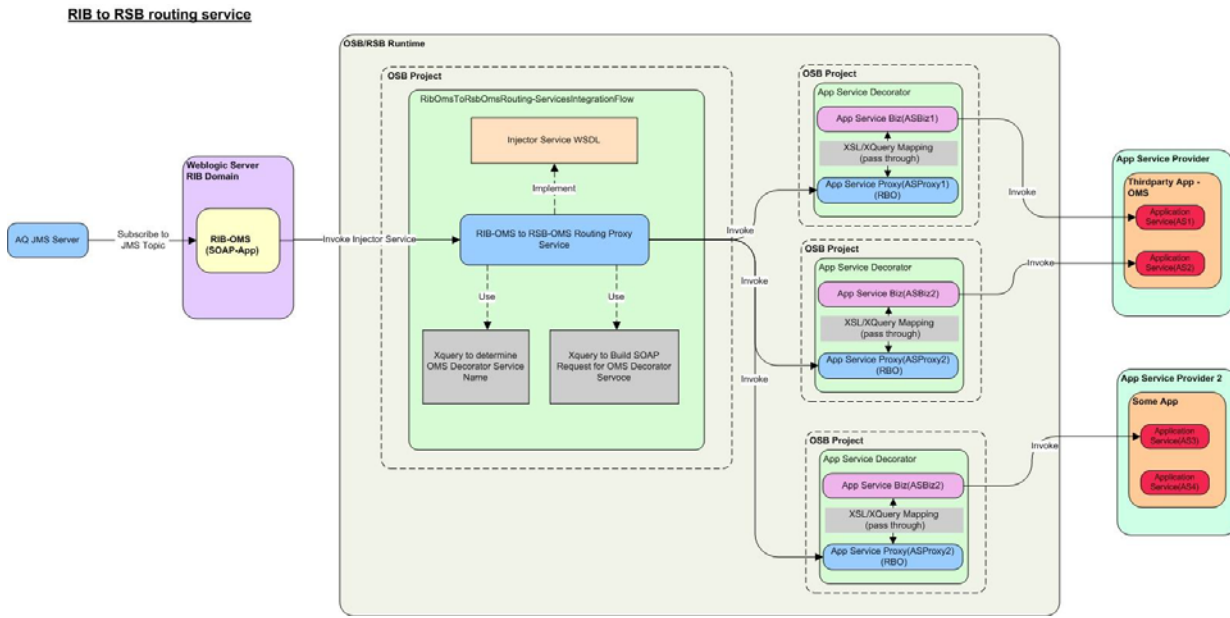 RIB to RSB routing service
OSB/RSB Runtime
OSB Project
RibOmsToRsbOmsRouting-ServicesIntegrationFlow
Injector Service WSDL
Implement
Weblogic Server
RIB Domain
RIB-OMS
(SOAP-App)
AQ JMS Server
Subscribe to
JMS Topic
Invoke Injector Service
RIB-OMS to RSB-OMS Routing Proxy
Service
Use
Use
Xquery to determine
OMS Decorator Service
Name
Xquery to Build SOAP
Request for OMS Decorator
Servoce
Invoke
Invoke
Invoke
OSB Project
App Service Decorator
App Service Biz(ASBiz1)
XSL/XQuery Mapping
(pass through)
App Service Proxy(ASProxy1)
(RBO)
OSB Project
App Service Decorator
App Service Biz(ASBiz2)
XSL/XQuery Mapping
(pass through)
App Service Proxy(ASProxy2)
(RBO)
OSB Project
App Service Decorator
App Service Biz(ASBiz2)
XSL/XQuery Mapping
(pass through)
App Service Proxy(ASProxy2)
(RBO)
Invoke
Invoke
Invoke
App Service Provider
Thirdparty App -
OMS
Application
Service(AS1)
Application
Service(AS2)
App Service Provider 2
Some App
Application
Service(AS3)
Application
Service(AS4)